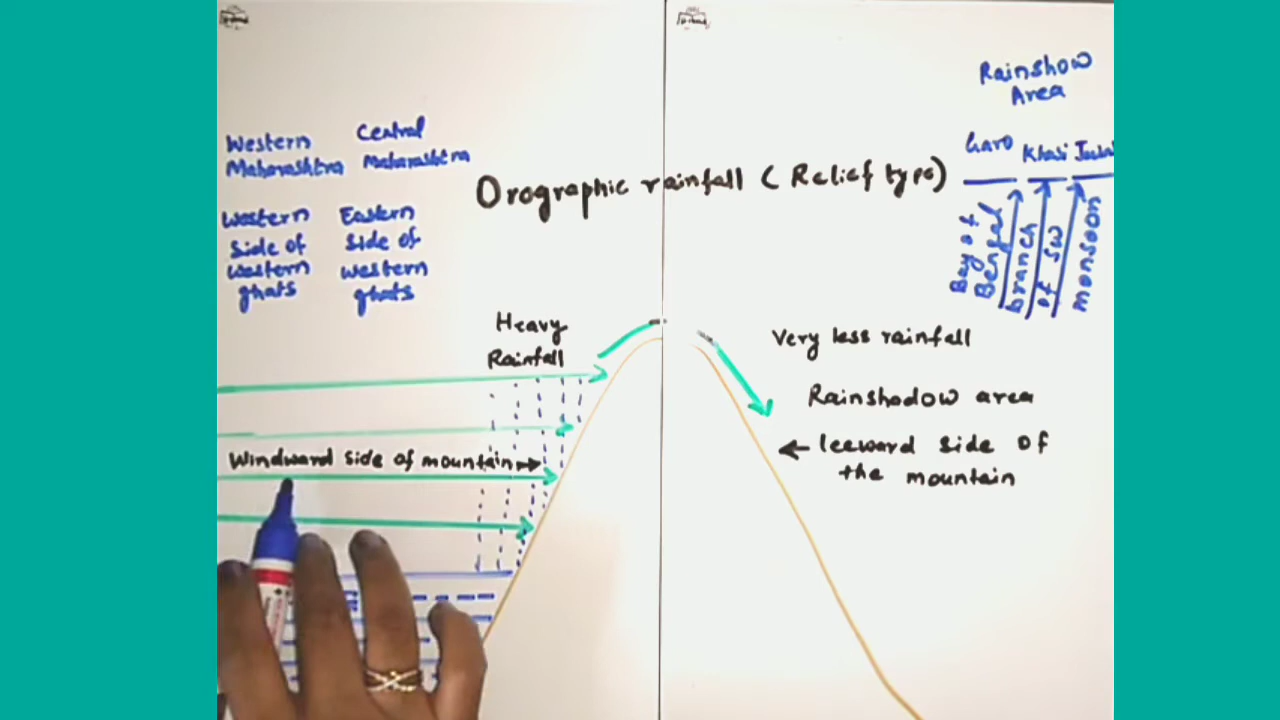 Rainshow
Area
Western
Maharashtra
Central
Maharashtra
Orographic rainfall (Relief type)
Garo
Khasi
Western
side of
western
ghats
Eastern
side of
western
ghats
Bay of
Bengal
branch
of SW
monsoon
Heavy
Rainfall
Very less rainfall
Rainshadow area
Windward side of mountain
leeward side of
the mountain